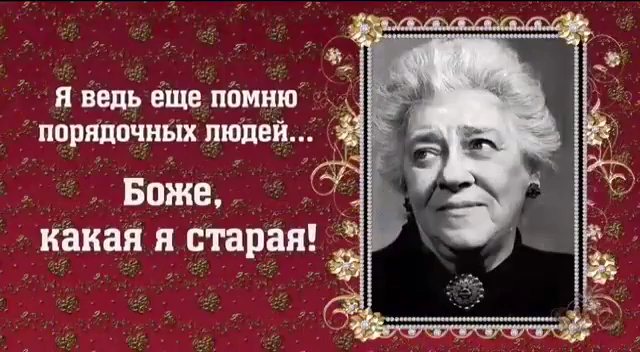 Я ведь еще помню
порядочных людей...
Боже,
какая я старая!